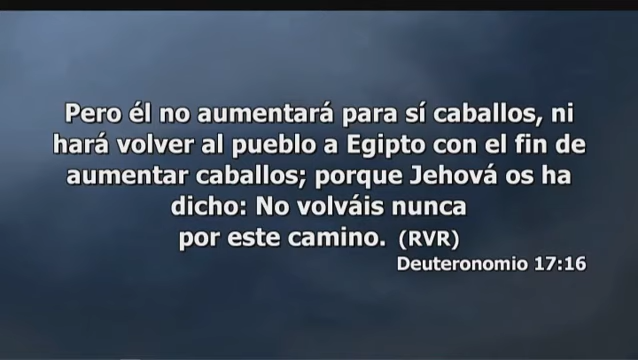 Pero él no aumentará para sí caballos, ni
hará volver al pueblo a Egipto con el fin de
aumentar caballos; porque Jehová os ha
dicho: No volváis nunca
por este camino. (RVR)
Deuteronomio 17:16